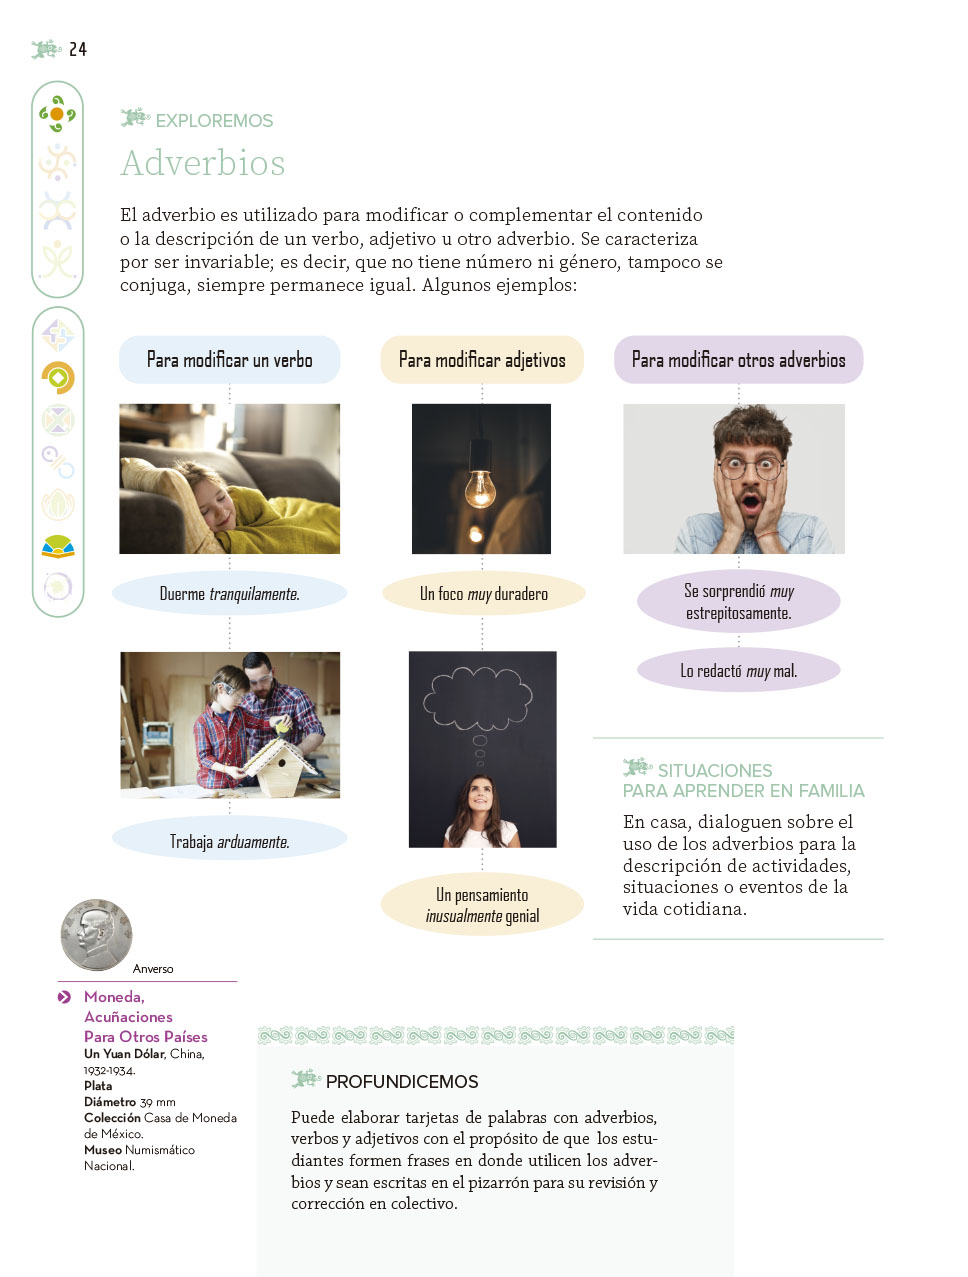 24
EXPLOREMOS
Adverbios
El adverbio es utilizado para modificar o complementar el contenido
o la descripción de un verbo, adjetivo u otro adverbio. Se caracteriza
por ser invariable; es decir, que no tiene número ni género, tampoco se
conjuga, siempre permanece igual. Algunos ejemplos:
Para modificar un verbo
Duerme tranquilamente.
Trabaja arduamente.
Para modificar adjetivos
Un foco muy duradero
Un pensamiento
inusualmente genial
Para modificar otros adverbios
Se sorprendió muy
estrepitosamente.
Lo redactó muy mal.
SITUACIONES
PARA APRENDER EN FAMILIA
En casa, dialoguen sobre el
uso de los adverbios para la
descripción de actividades,
situaciones o eventos de la
vida cotidiana.
Anverso
Moneda,
Acuñaciones
Para Otros Países
Un Yuan Dólar, China,
1932-1934.
Plata
Diámetro 39 mm
Colección Casa de Moneda
de México.
Museo Numismático
Nacional.
PROFUNDICEMOS
Puede elaborar tarjetas de palabras con adverbios,
verbos y adjetivos con el propósito de que los estu-
diantes formen frases en donde utilicen los adver-
bios y sean escritas en el pizarrón para su revisión y
corrección en colectivo.